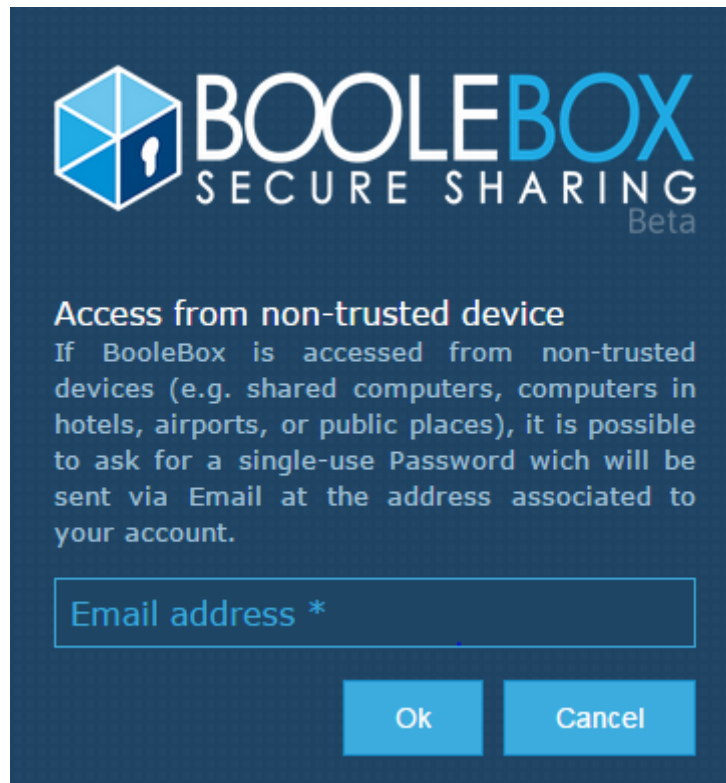 BOOLEBOX
SECURE SHARING
Beta
Access from non-trusted device
If BooleBox is accessed from non-trusted
devices (e.g. shared computers, computers in
hotels, airports, or public places), it is possible
to ask for a single-use Password wich will be
sent via Email at the address associated to
your account.
Email address *
Ok Cancel